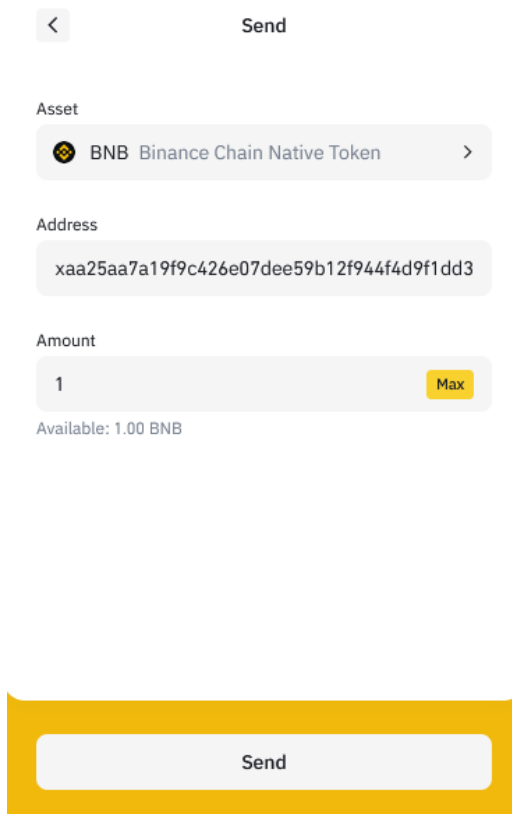 Send
Asset
BNB Binance Chain Native Token
Address
xaa25aa7a19f9c426e07dee59b12f944f4d9f1dd3
Amount
1 Max
Available: 1.00 BNB
Send